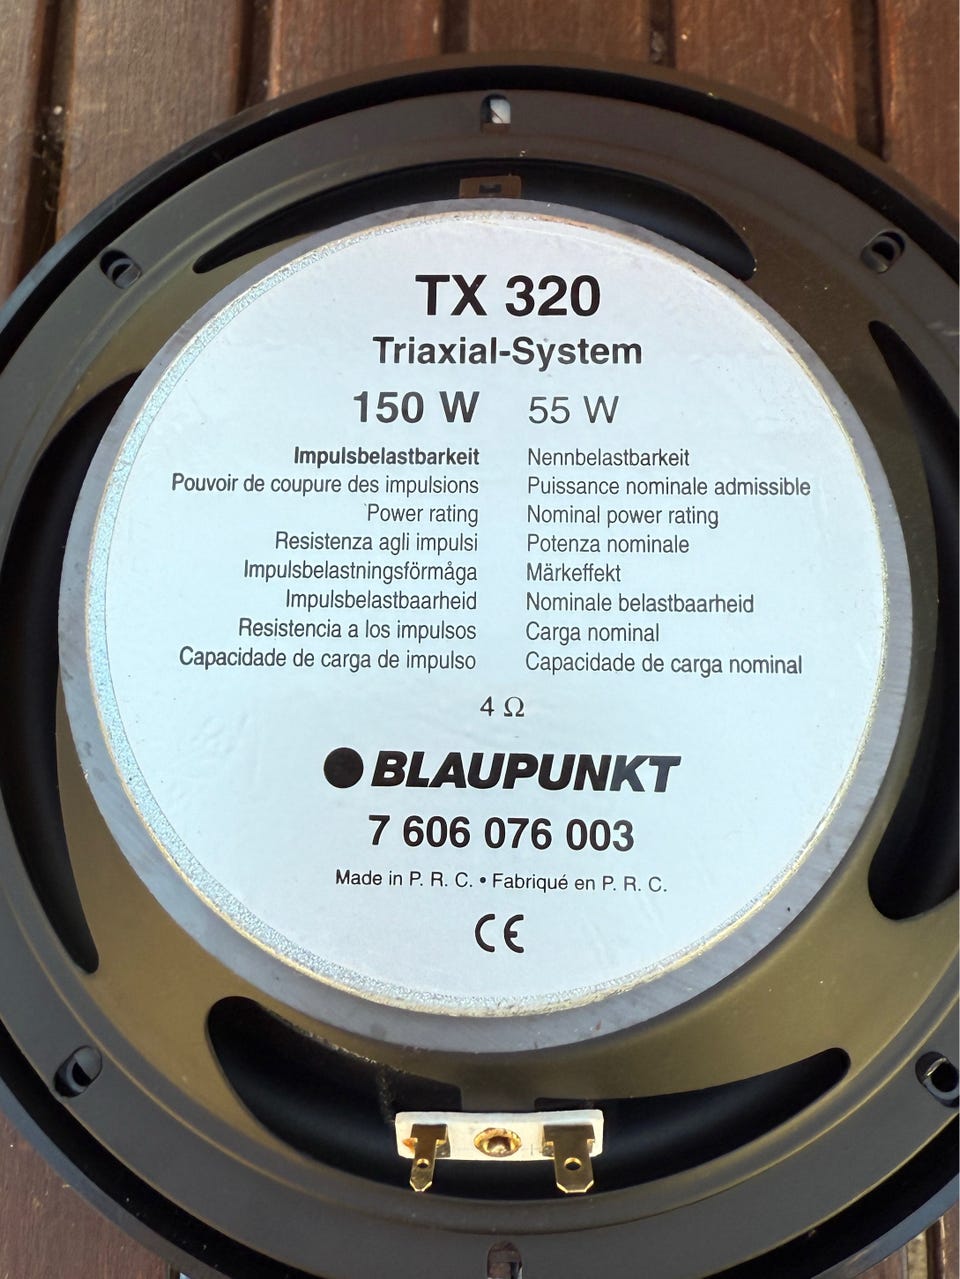 TX 320
Triaxial-System
150 W 55 W
Impulsbelastbarkeit Nennbelastbarkeit
Pouvoir de coupure des impulsions Puissance nominale admissible
Power rating Nominal power rating
Resistenza agli impulsi Potenza nominale
Impulsbelastningsförmåga Märkeffekt
Impulsbelastbaarheid Nominale belastbaarheid
Resistencia a los impulsos Carga nominal
Capacidade de carga de impulso Capacidade de carga nominal
4 Ω
BLAUPUNKT
7 606 076 003
Made in P. R. C. • Fabriqué en P. R. C.
CE